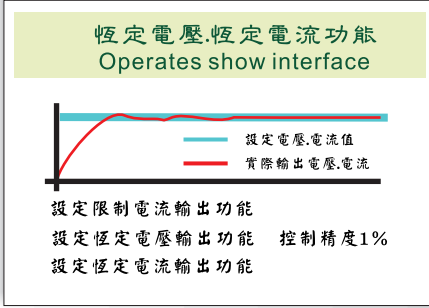 恆定電壓.恆定電流功能
Operates show interface
設定電壓.電流值
實際輸出電壓.電流
設定限制電流輸出功能
設定恆定電壓輸出功能 控制精度1%
設定恆定電流輸出功能